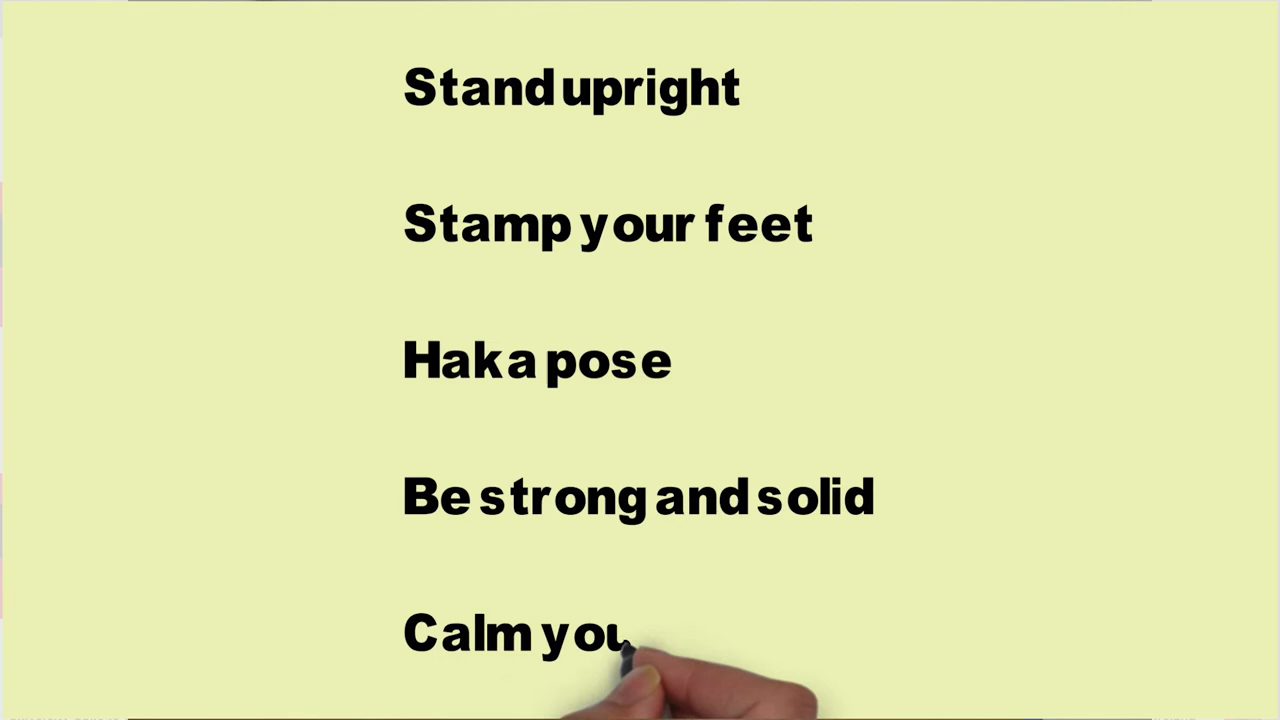 Stand upright
Stamp your feet
Haka pose
Be strong and solid
Calm you